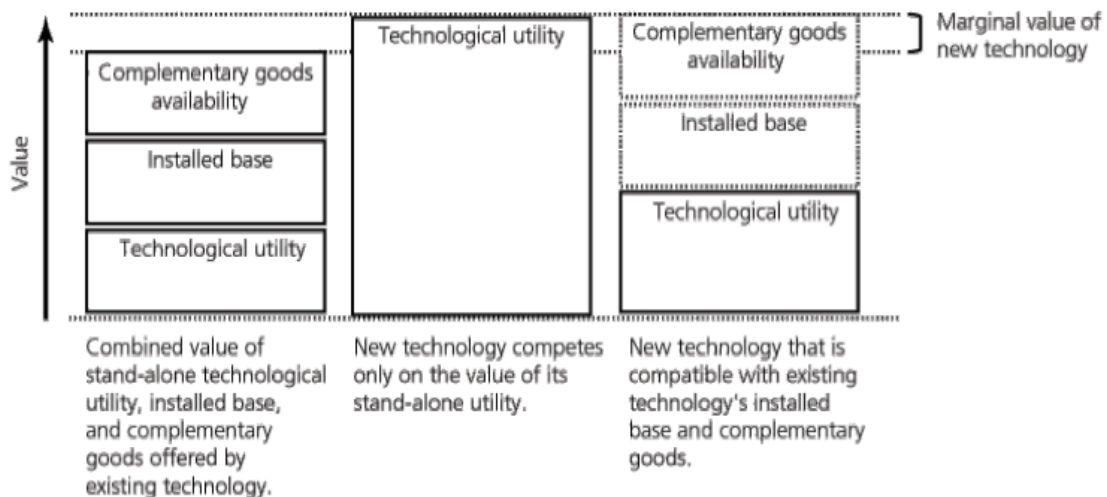 Value
Complementary goods
availability
Installed base
Technological utility
Technological utility
Complementary goods
availability
Installed base
Technological utility
Marginal value of
new technology
Combined value of
stand-alone technological
utility, installed base,
and complementary
goods offered by
existing technology.
New technology competes
only on the value of its
stand-alone utility.
New technology that is
compatible with existing
technology's installed
base and complementary
goods.